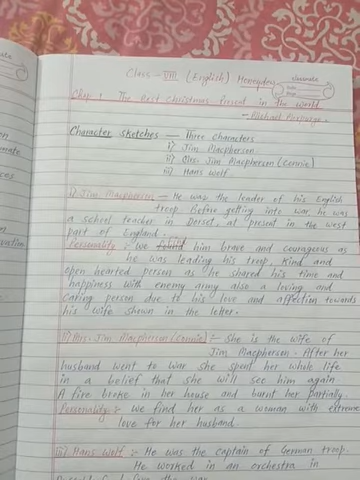 Class - VIII (English) Honeydew
Chap 1 The Best Christmas Present in the World
- Michael Morpurgo.
Character sketches — Three characters
i) Jim Macpherson
ii) Mrs. Jim Macpherson (Connie)
iii) Hans Wolf.
i) Jim Macpherson — He was the leader of his English
troop. Before getting into war he was
a school teacher in Dorset, at present in the west
part of England.
Personality :- we him brave and courageous as
he was leading his troop, Kind and
open hearted person as he shared his time and
happiness with enemy army also a loving and
caring person due to his love and affection towards
his wife shown in the letter.
ii) Mrs. Jim Macpherson (Connie) :- She is the wife of
Jim Macpherson. After her
husband went to war she spent her whole life
in a belief that she will see him again
A fire broke in her house and burnt her partially.
Personality :- we find her as a woman with extreme
love for her husband.
iii) Hans Wolf :- He was the captain of German troop.
He worked in an orchestra in